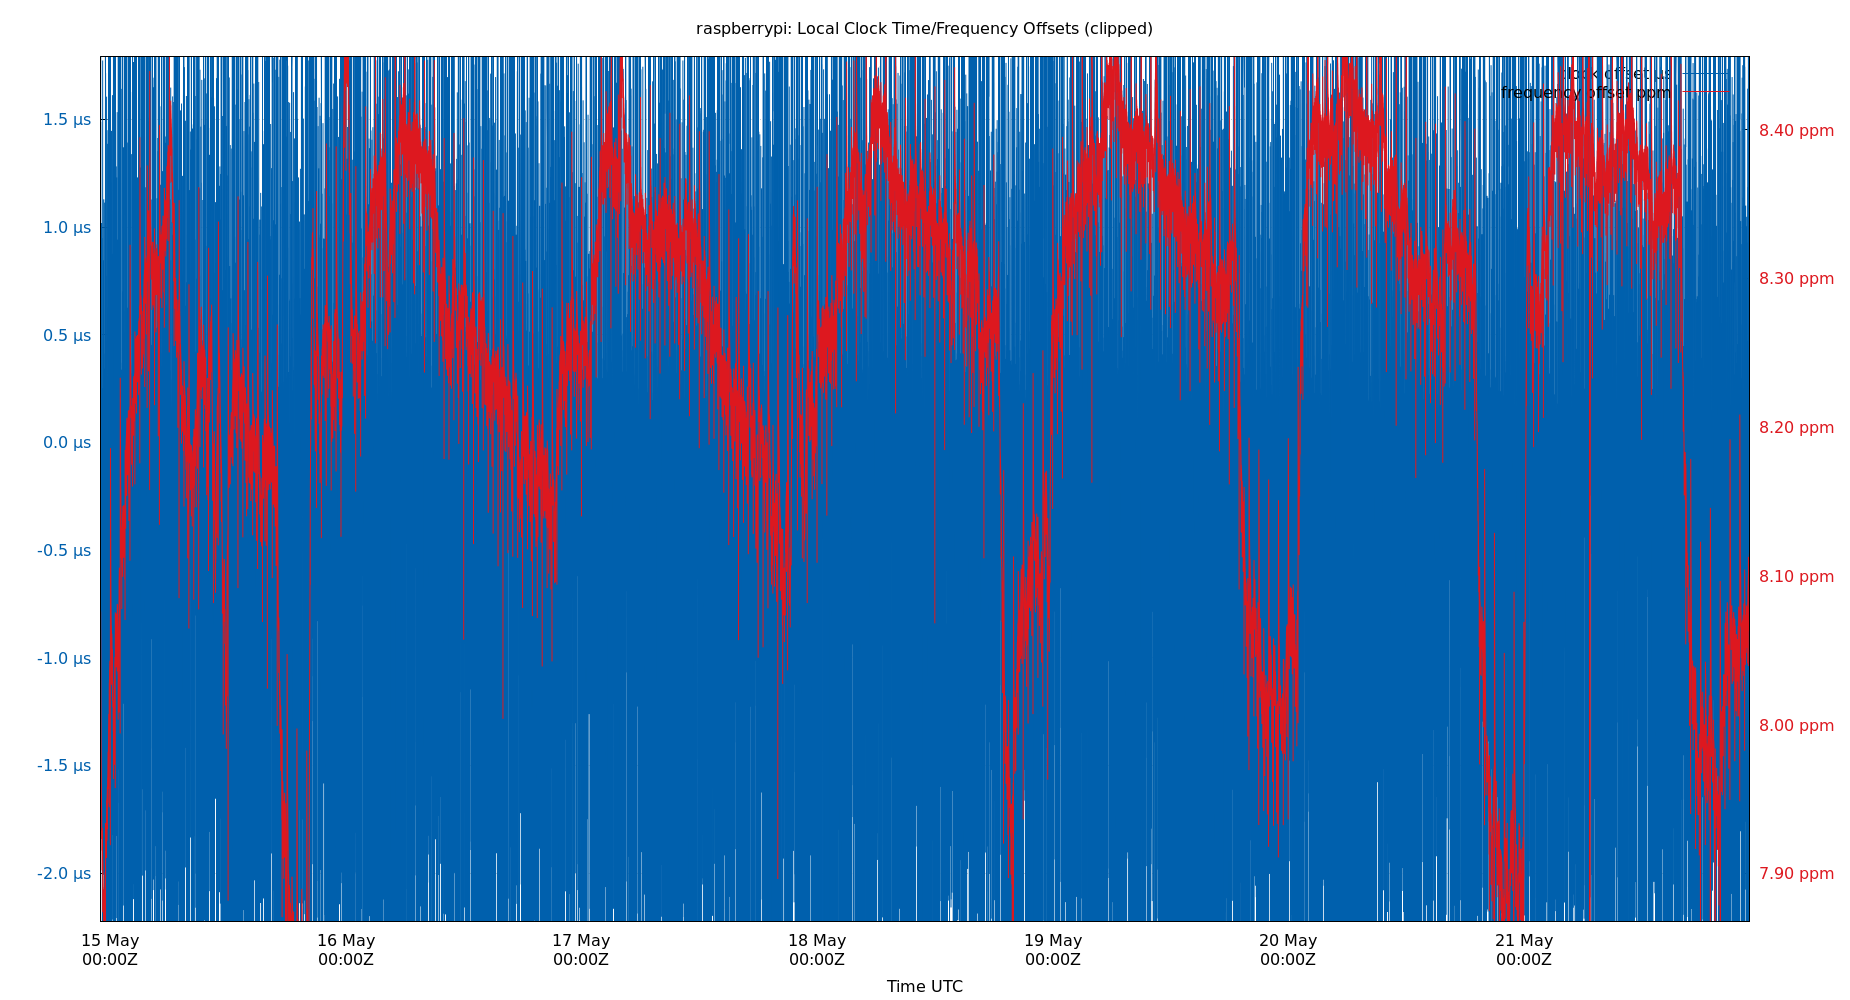 raspberrypi: Local Clock Time/Frequency Offsets (clipped)
clock offset μs
frequency offset ppm
1.5 μs
1.0 μs
0.5 μs
0.0 μs
-0.5 μs
-1.0 μs
-1.5 μs
-2.0 μs
8.40 ppm
8.30 ppm
8.20 ppm
8.10 ppm
8.00 ppm
7.90 ppm
15 May
00:00Z
16 May
00:00Z
17 May
00:00Z
18 May
00:00Z
19 May
00:00Z
20 May
00:00Z
21 May
00:00Z
Time UTC